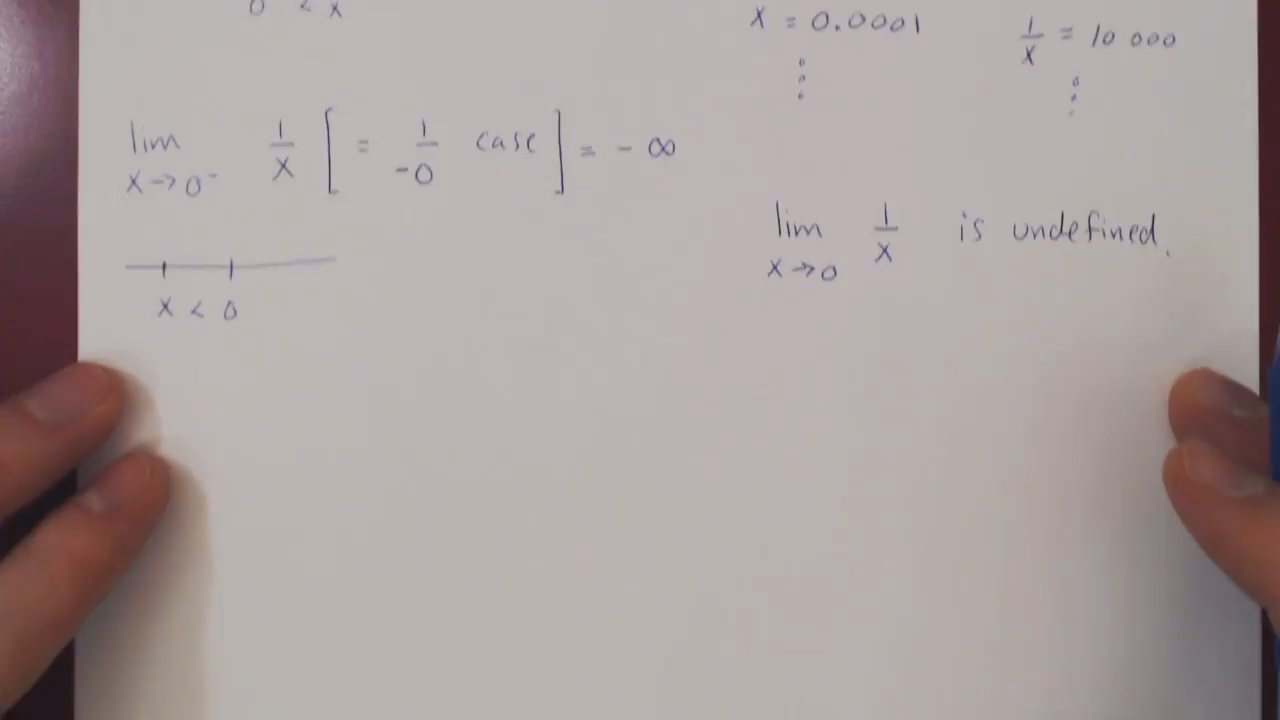 0 < x
x = 0.0001
1/x = 10 000
⋮ ⋮
lim x→0⁻ 1/x [ = 1/-0 case ] = - ∞
lim x→0 1/x is undefined.
x < 0